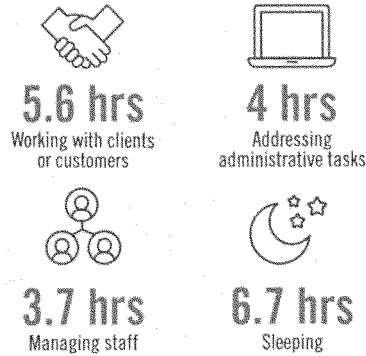 5.6 hrs
Working with clients
or customers
4 hrs
Addressing
administrative tasks
3.7 hrs
Managing staff
6.7 hrs
Sleeping